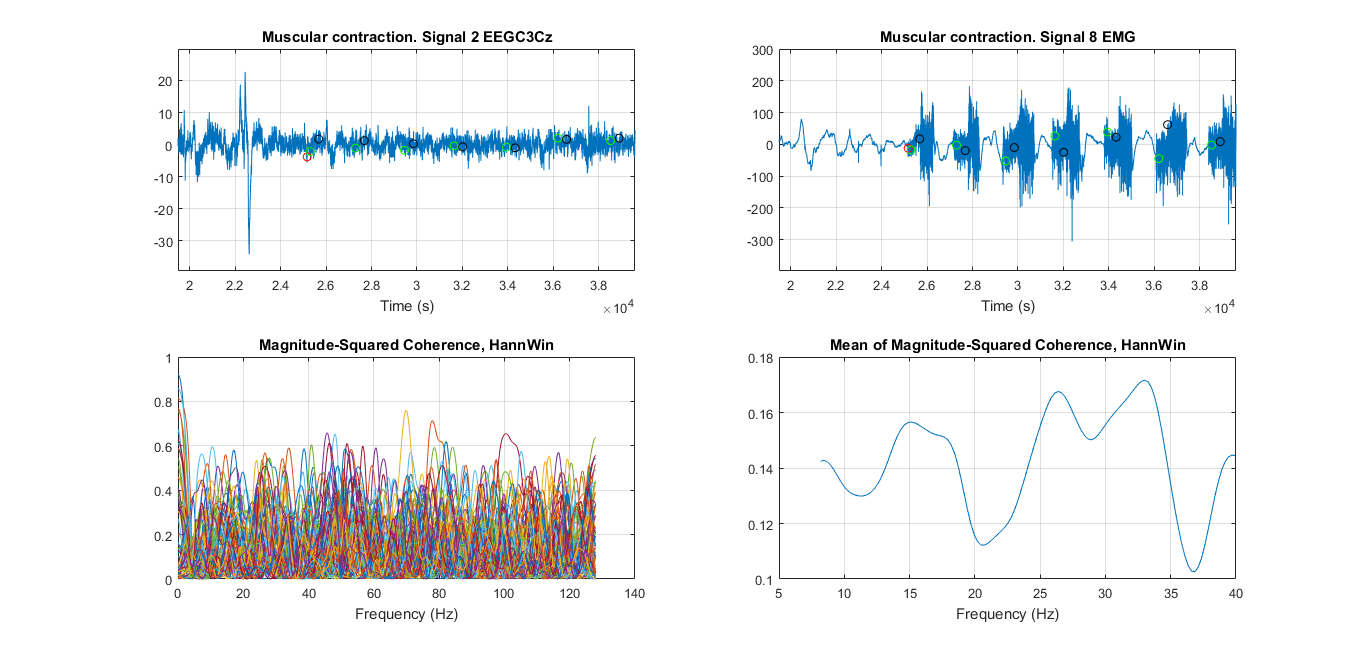 Muscular contraction. Signal 2 EEGC3Cz
20
10
0
-10
-20
-30
2 2.2 2.4 2.6 2.8 3 3.2 3.4 3.6 3.8
Time (s)
×10⁴
Muscular contraction. Signal 8 EMG
300
200
100
0
-100
-200
-300
2 2.2 2.4 2.6 2.8 3 3.2 3.4 3.6 3.8
Time (s)
×10⁴
Magnitude-Squared Coherence, HannWin
1
0.8
0.6
0.4
0.2
0
0 20 40 60 80 100 120 140
Frequency (Hz)
Mean of Magnitude-Squared Coherence, HannWin
0.18
0.16
0.14
0.12
0.1
5 10 15 20 25 30 35 40
Frequency (Hz)